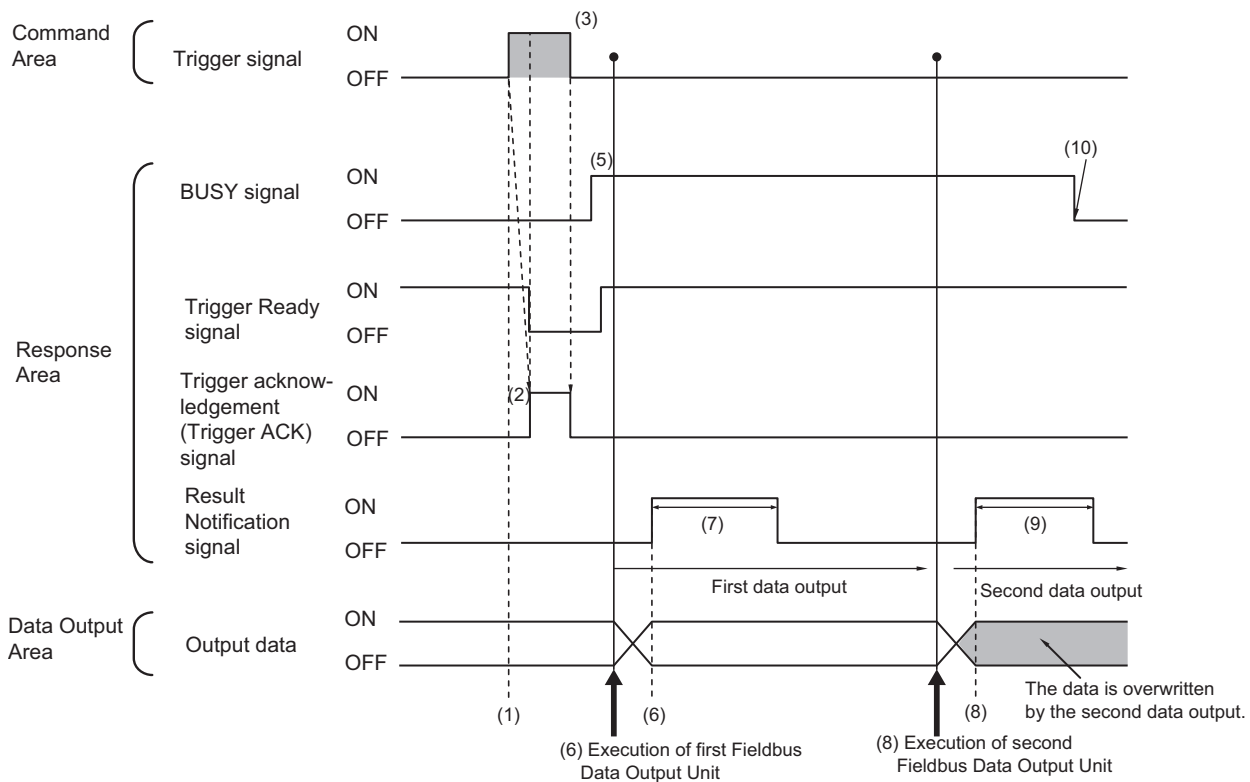 Command
Area
Trigger signal
ON
OFF
(3)
Response
Area
BUSY signal
ON
OFF
(5)
(10)
Trigger Ready
signal
ON
OFF
Trigger acknow-
ledgement
(Trigger ACK)
signal
ON
OFF
(2)
Result
Notification
signal
ON
OFF
(7)
(9)
First data output
Second data output
Data Output
Area
Output data
ON
OFF
The data is overwritten
by the second data output.
(1)
(6)
(8)
(6) Execution of first Fieldbus
Data Output Unit
(8) Execution of second
Fieldbus Data Output Unit